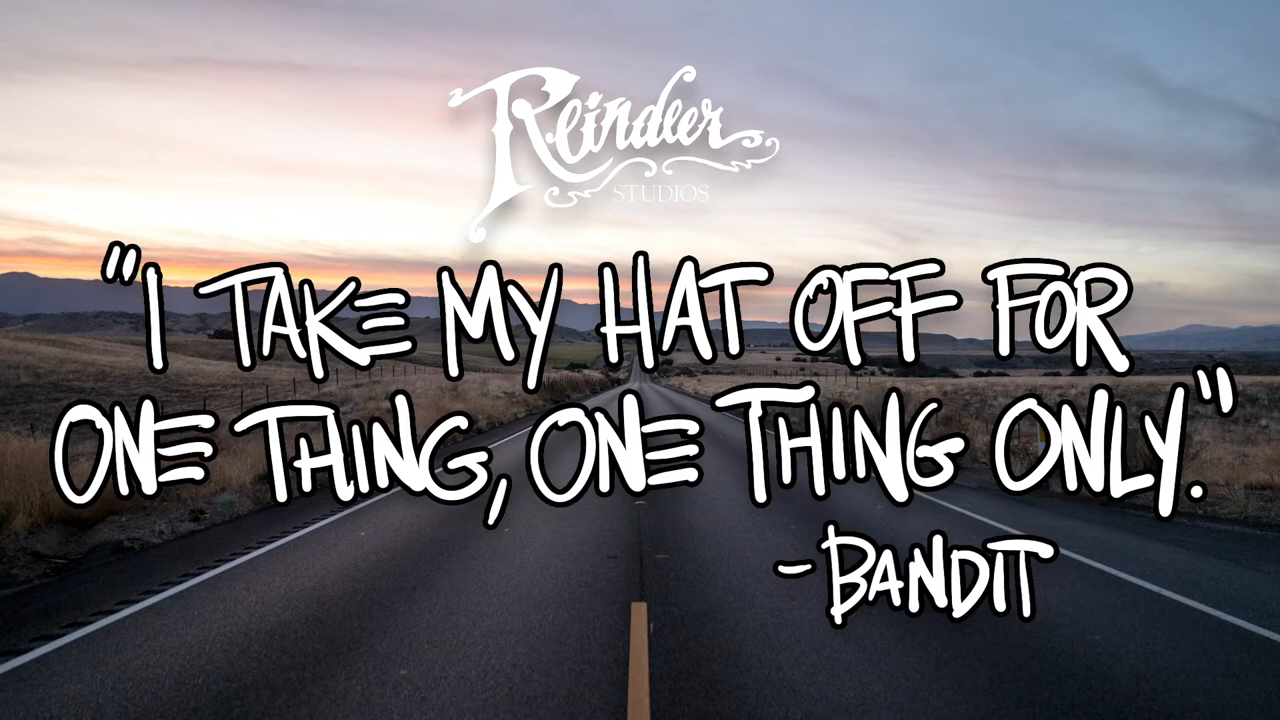 Reindeer
STUDIOS
"I TAKE MY HAT OFF FOR
ONE THING, ONE THING ONLY."
- BANDIT